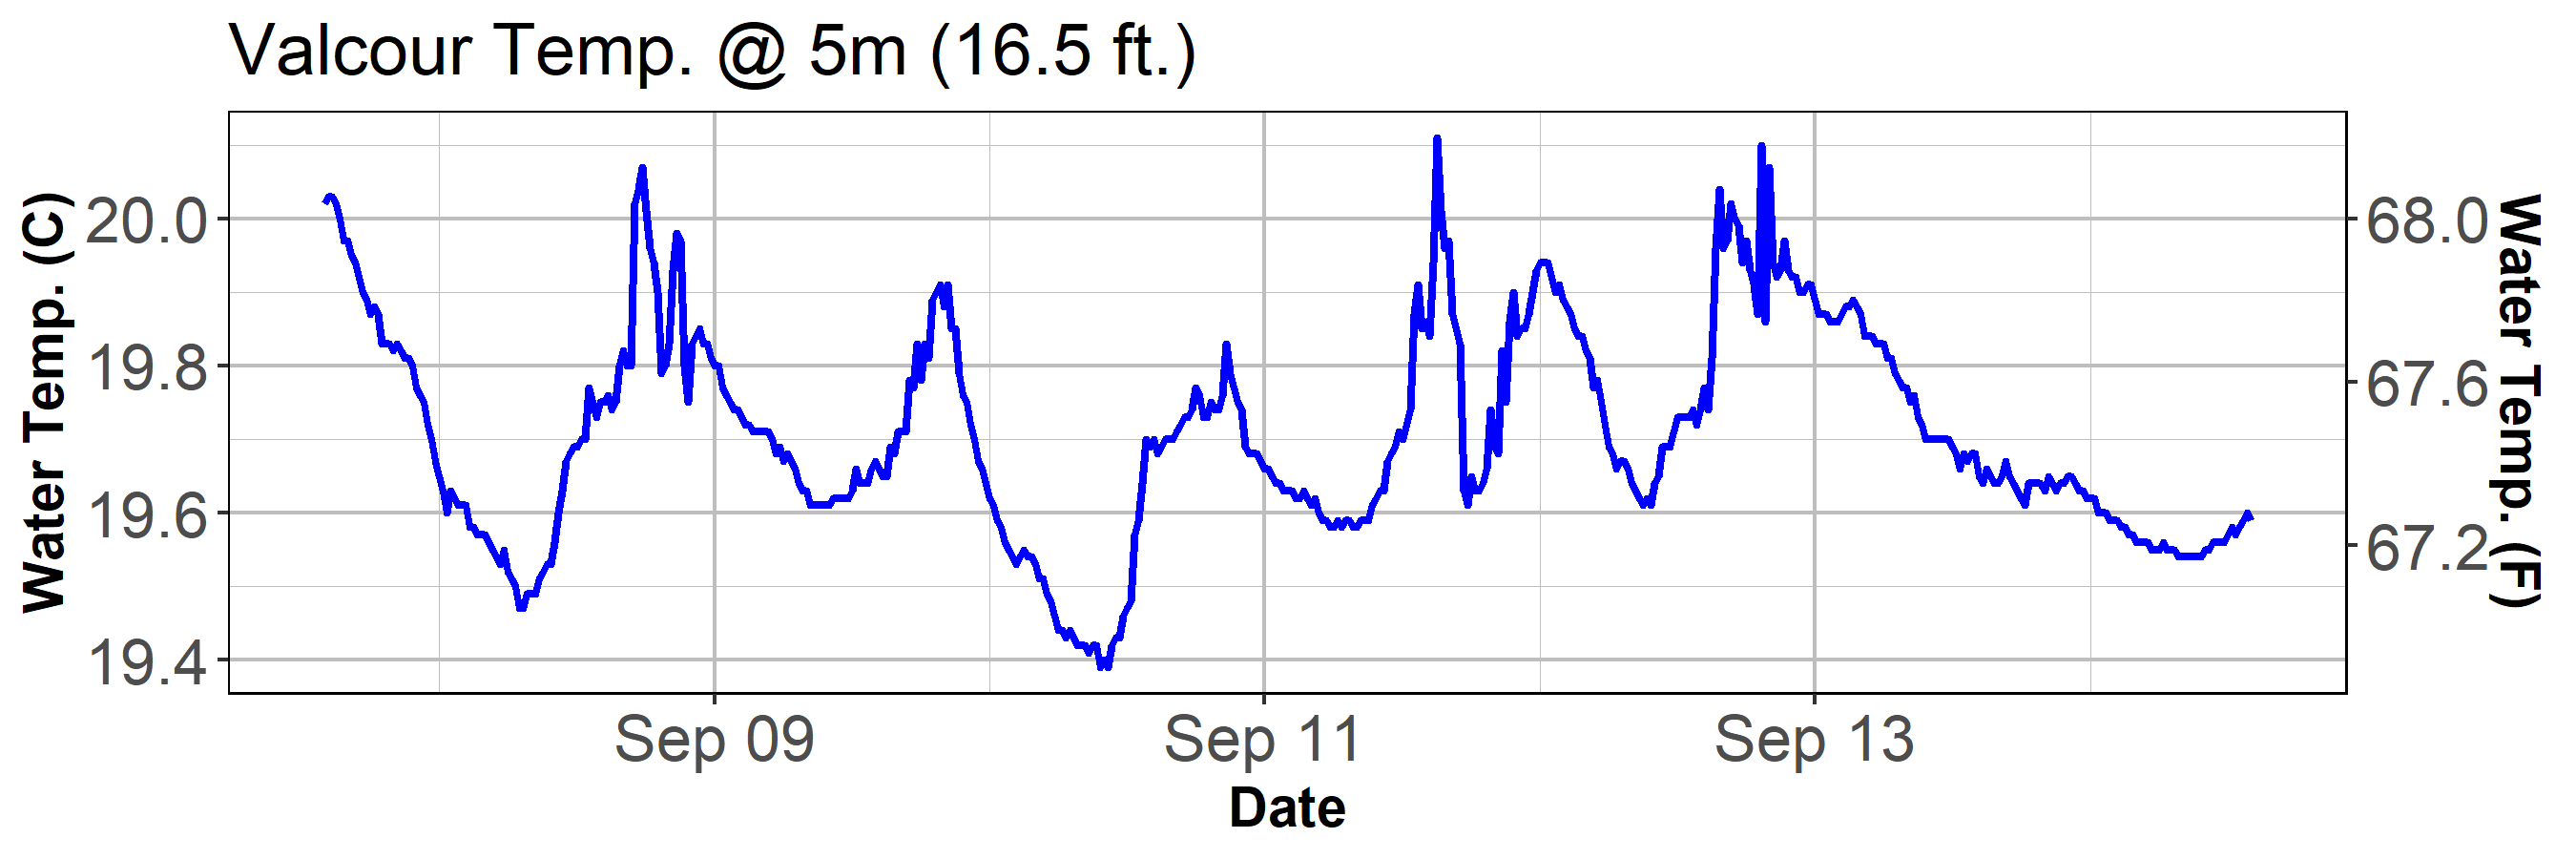 Valcour Temp. @ 5m (16.5 ft.)
Water Temp. (C)
20.0
19.8
19.6
19.4
68.0
67.6
67.2
Water Temp. (F)
Sep 09
Sep 11
Sep 13
Date